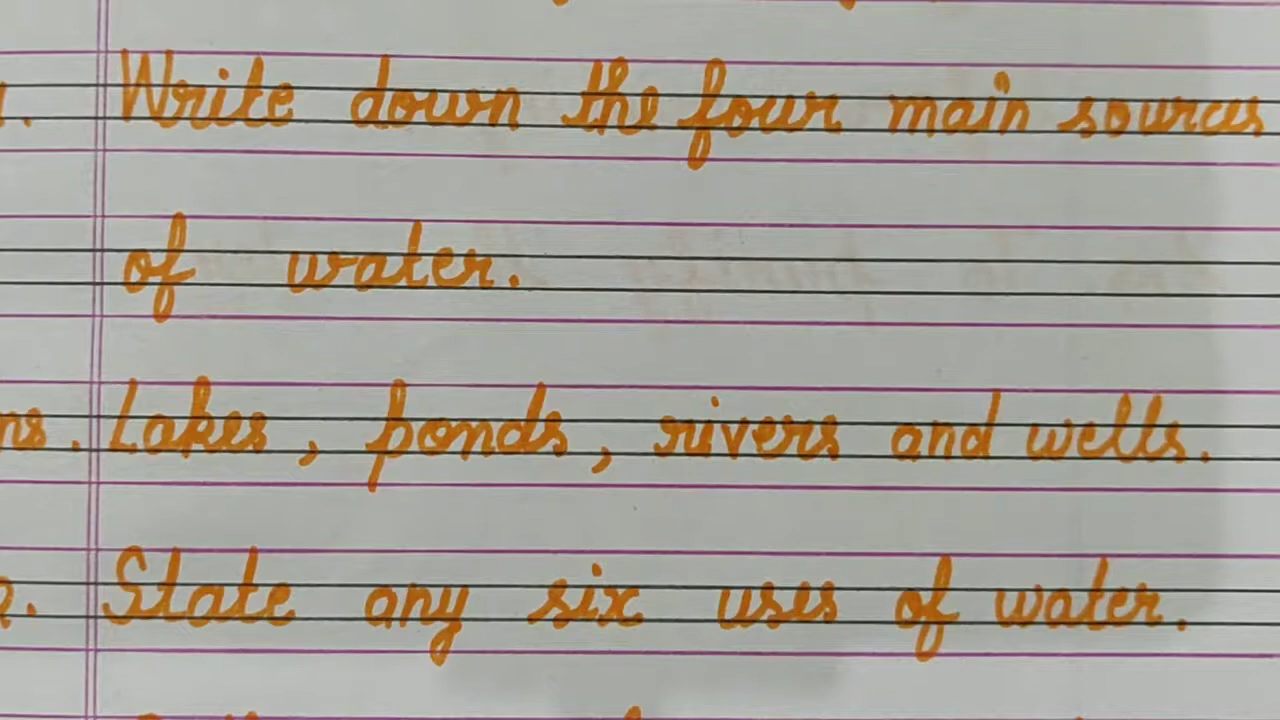 Write down the four main sources
of water.
ns. Lakes, ponds, rivers and wells.
State any six uses of water.